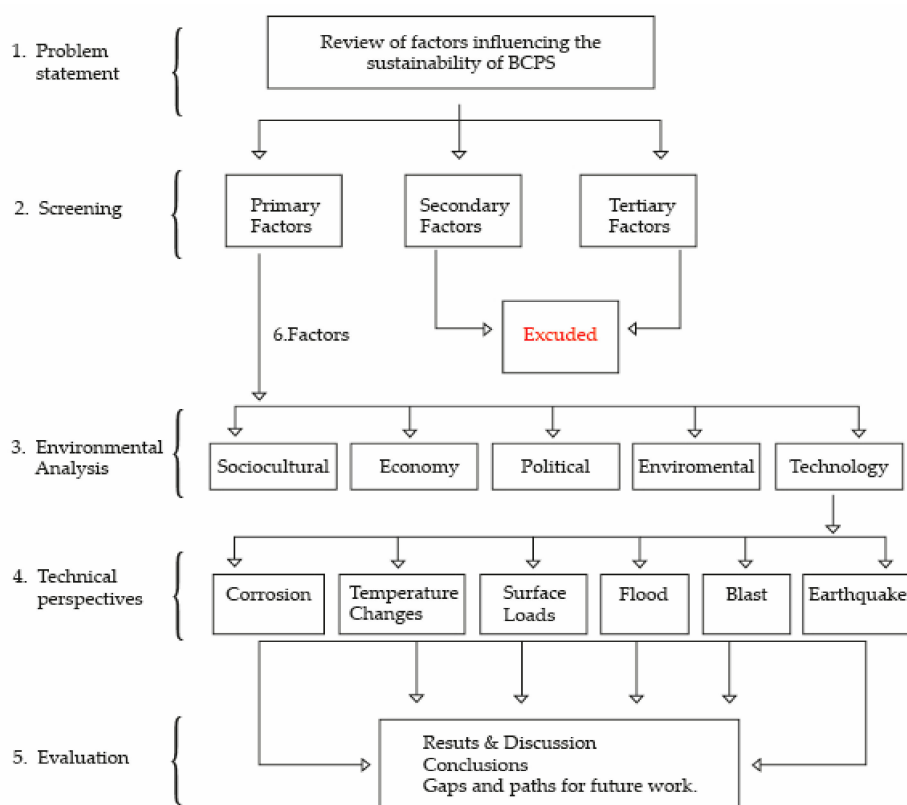 1. Problem
statement
Review of factors influencing the
sustainability of BCPS
2. Screening
Primary
Factors
Secondary
Factors
Tertiary
Factors
6.Factors
Excuded
3. Environmental
Analysis
Sociocultural
Economy
Political
Enviromental
Technology
4. Technical
perspectives
Corrosion
Temperature
Changes
Surface
Loads
Flood
Blast
Earthquake
5. Evaluation
Resuts & Discussion
Conclusions
Gaps and paths for future work.